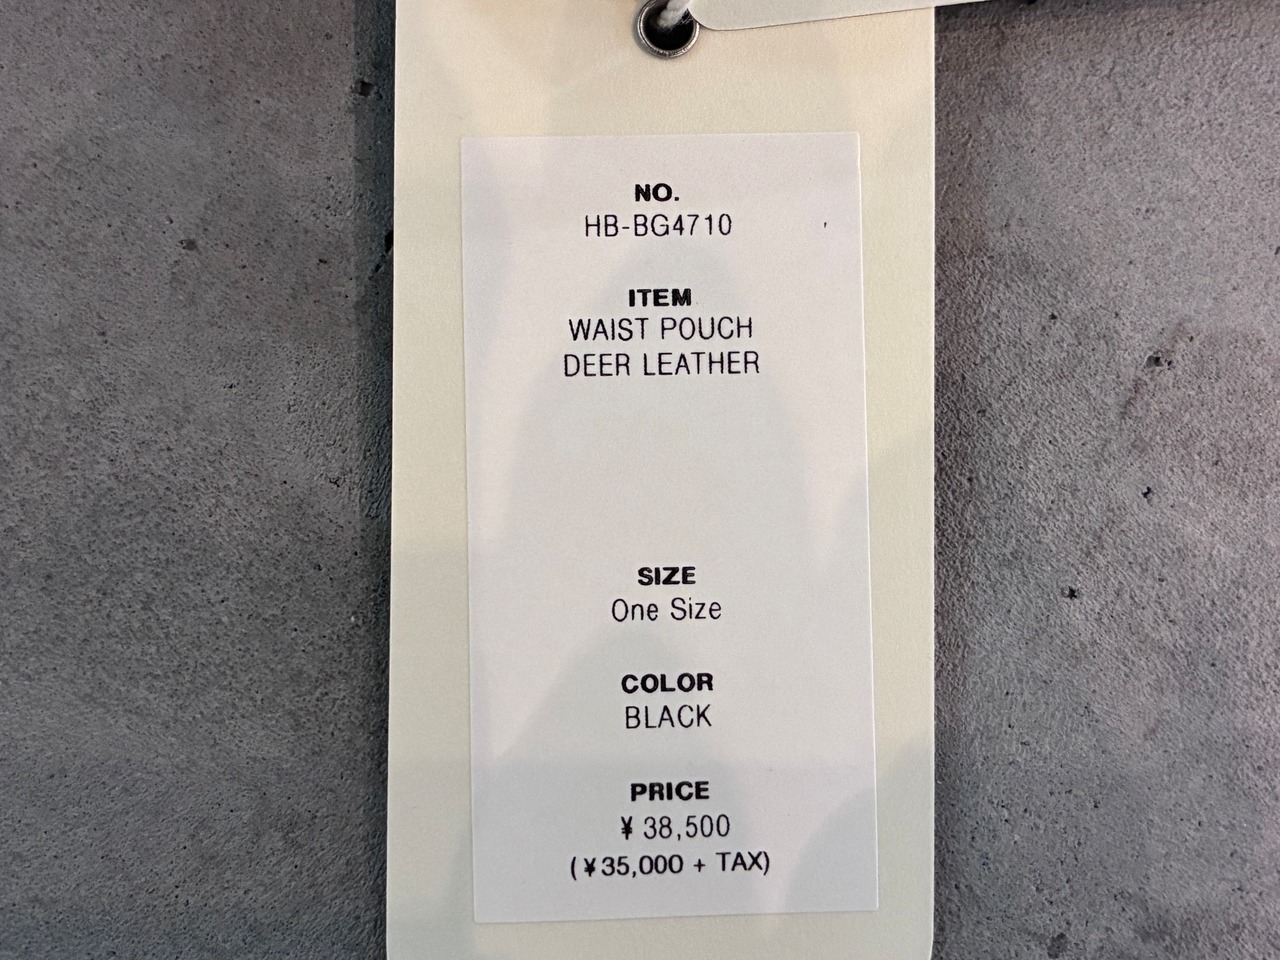 NO.
HB-BG4710
ITEM
WAIST POUCH
DEER LEATHER
SIZE
One Size
COLOR
BLACK
PRICE
¥ 38,500
(¥35,000 + TAX)